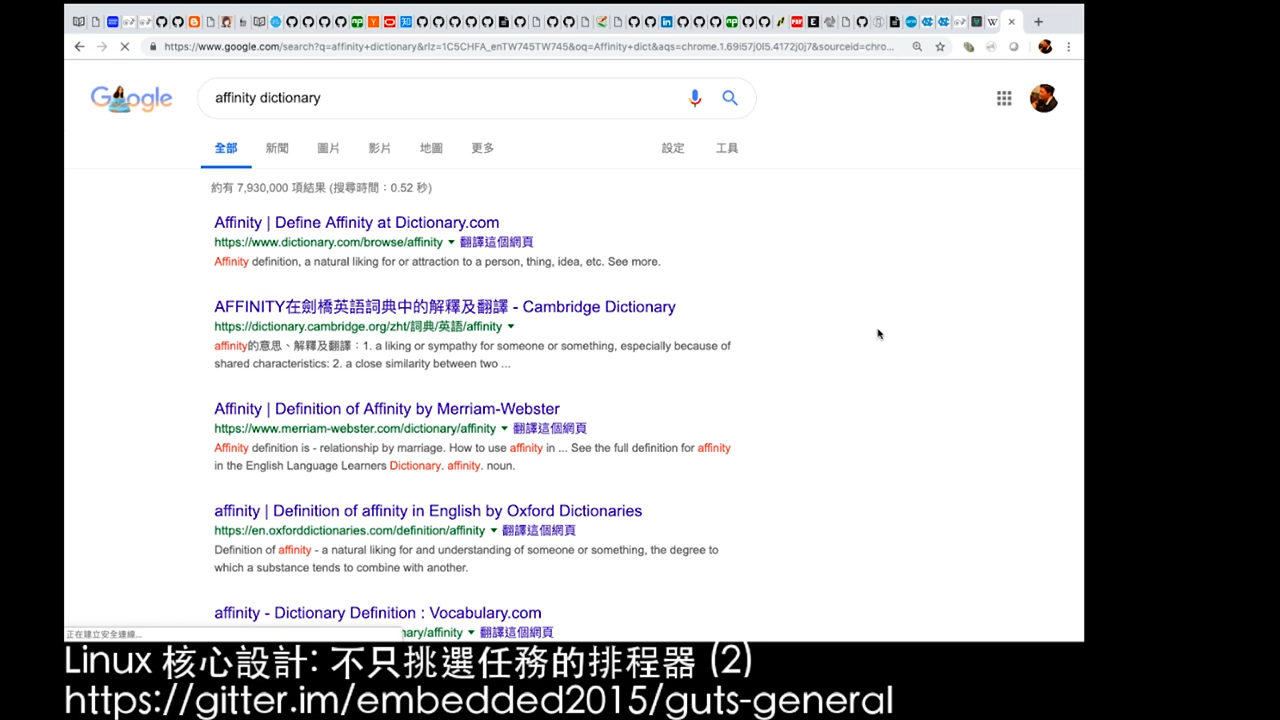 https://www.google.com/search?q=affinity+dictionary&rlz=1C5CHFA_enTW745TW745&oq=Affinity+dict&aqs=chrome.1.69i57j0l5.4172j0j7&sourceid=chro...
Google
affinity dictionary
全部 新聞 圖片 影片 地圖 更多 設定 工具
約有 7,930,000 項結果 (搜尋時間：0.52 秒)
Affinity | Define Affinity at Dictionary.com
https://www.dictionary.com/browse/affinity 翻譯這個網頁
Affinity definition, a natural liking for or attraction to a person, thing, idea, etc. See more.
AFFINITY在劍橋英語詞典中的解釋及翻譯 - Cambridge Dictionary
https://dictionary.cambridge.org/zht/詞典/英語/affinity
affinity的意思、解釋及翻譯：1. a liking or sympathy for someone or something, especially because of
shared characteristics: 2. a close similarity between two ...
Affinity | Definition of Affinity by Merriam-Webster
https://www.merriam-webster.com/dictionary/affinity 翻譯這個網頁
Affinity definition is - relationship by marriage. How to use affinity in ... See the full definition for affinity
in the English Language Learners Dictionary. affinity. noun.
affinity | Definition of affinity in English by Oxford Dictionaries
https://en.oxforddictionaries.com/definition/affinity 翻譯這個網頁
Definition of affinity - a natural liking for and understanding of someone or something, the degree to
which a substance tends to combine with another.
affinity - Dictionary Definition : Vocabulary.com
nary/affinity 翻譯這個網頁
正在建立安全連線...
Linux 核心設計: 不只挑選任務的排程器 (2)
https://gitter.im/embedded2015/guts-general